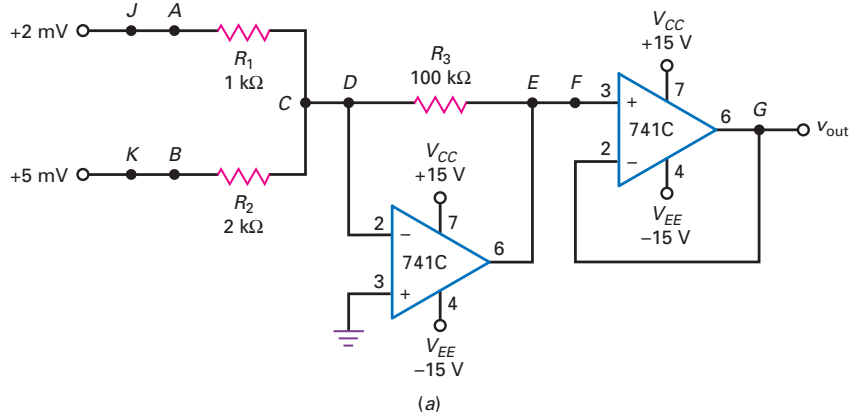 +2 mV J A
R1
1 kΩ
C D
R3
100 kΩ
E F
+5 mV K B
R2
2 kΩ
VCC
+15 V
7
2 −
741C
6
3 +
4
VEE
−15 V
VCC
+15 V
7
3 +
741C
6 G vout
2 −
4
VEE
−15 V
(a)